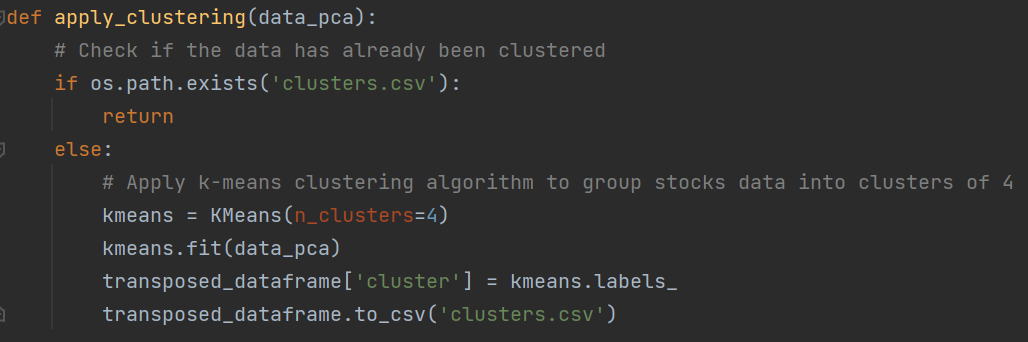 def apply_clustering(data_pca):
    # Check if the data has already been clustered
    if os.path.exists('clusters.csv'):
        return
    else:
        # Apply k-means clustering algorithm to group stocks data into clusters of 4
        kmeans = KMeans(n_clusters=4)
        kmeans.fit(data_pca)
        transposed_dataframe['cluster'] = kmeans.labels_
        transposed_dataframe.to_csv('clusters.csv')